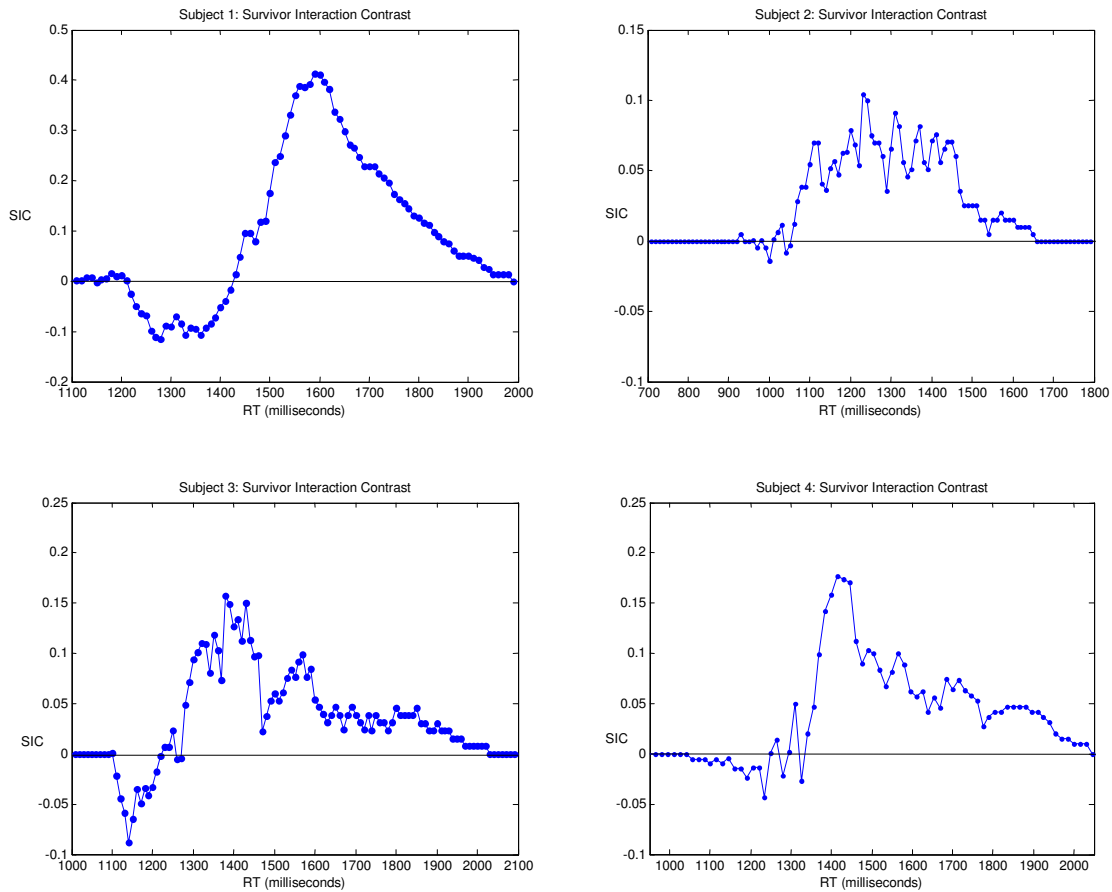 Subject 1: Survivor Interaction Contrast
0.5
0.4
0.3
0.2
SIC
0.1
0
-0.1
-0.2
1100 1200 1300 1400 1500 1600 1700 1800 1900 2000
RT (milliseconds)
Subject 2: Survivor Interaction Contrast
0.15
0.1
0.05
SIC
0
-0.05
-0.1
700 800 900 1000 1100 1200 1300 1400 1500 1600 1700 1800
RT (milliseconds)
Subject 3: Survivor Interaction Contrast
0.25
0.2
0.15
0.1
0.05
SIC
0
-0.05
-0.1
1000 1100 1200 1300 1400 1500 1600 1700 1800 1900 2000 2100
RT (milliseconds)
Subject 4: Survivor Interaction Contrast
0.25
0.2
0.15
0.1
0.05
SIC
0
-0.05
-0.1
1000 1100 1200 1300 1400 1500 1600 1700 1800 1900 2000
RT (milliseconds)